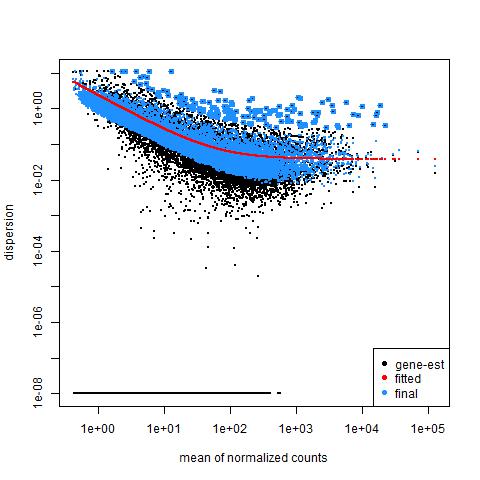 1e+00
1e-02
1e-04
1e-06
1e-08
dispersion
gene-est
fitted
final
1e+00 1e+01 1e+02 1e+03 1e+04 1e+05
mean of normalized counts